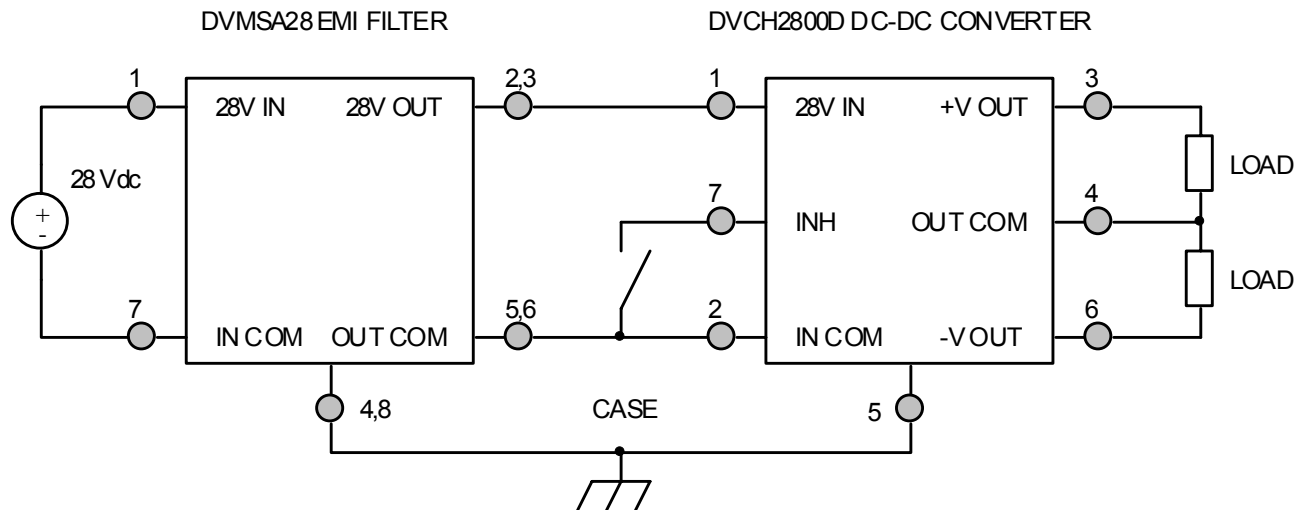 DVMSA28 EMI FILTER
DVCH2800D DC-DC CONVERTER
1
2,3
1
3
28V IN
28V OUT
28V IN
+V OUT
28 Vdc
LOAD
7
4
+
-
INH
OUT COM
LOAD
7
5,6
2
6
IN COM
OUT COM
IN COM
-V OUT
4,8
CASE
5